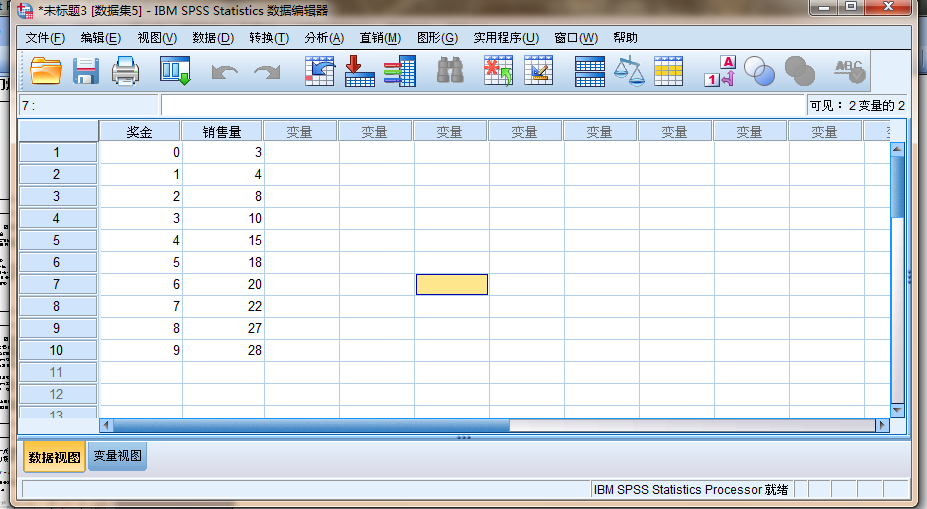 *未标题3 [数据集5] - IBM SPSS Statistics 数据编辑器
文件(F) 编辑(E) 视图(V) 数据(D) 转换(T) 分析(A) 直销(M) 图形(G) 实用程序(U) 窗口(W) 帮助
1 A ABC
7 : 可见： 2 变量的 2
奖金 销售量 变量 变量 变量 变量 变量 变量 变量 变量
1 0 3
2 1 4
3 2 8
4 3 10
5 4 15
6 5 18
7 6 20
8 7 22
9 8 27
10 9 28
11
12
13
数据视图 变量视图
IBM SPSS Statistics Processor 就绪